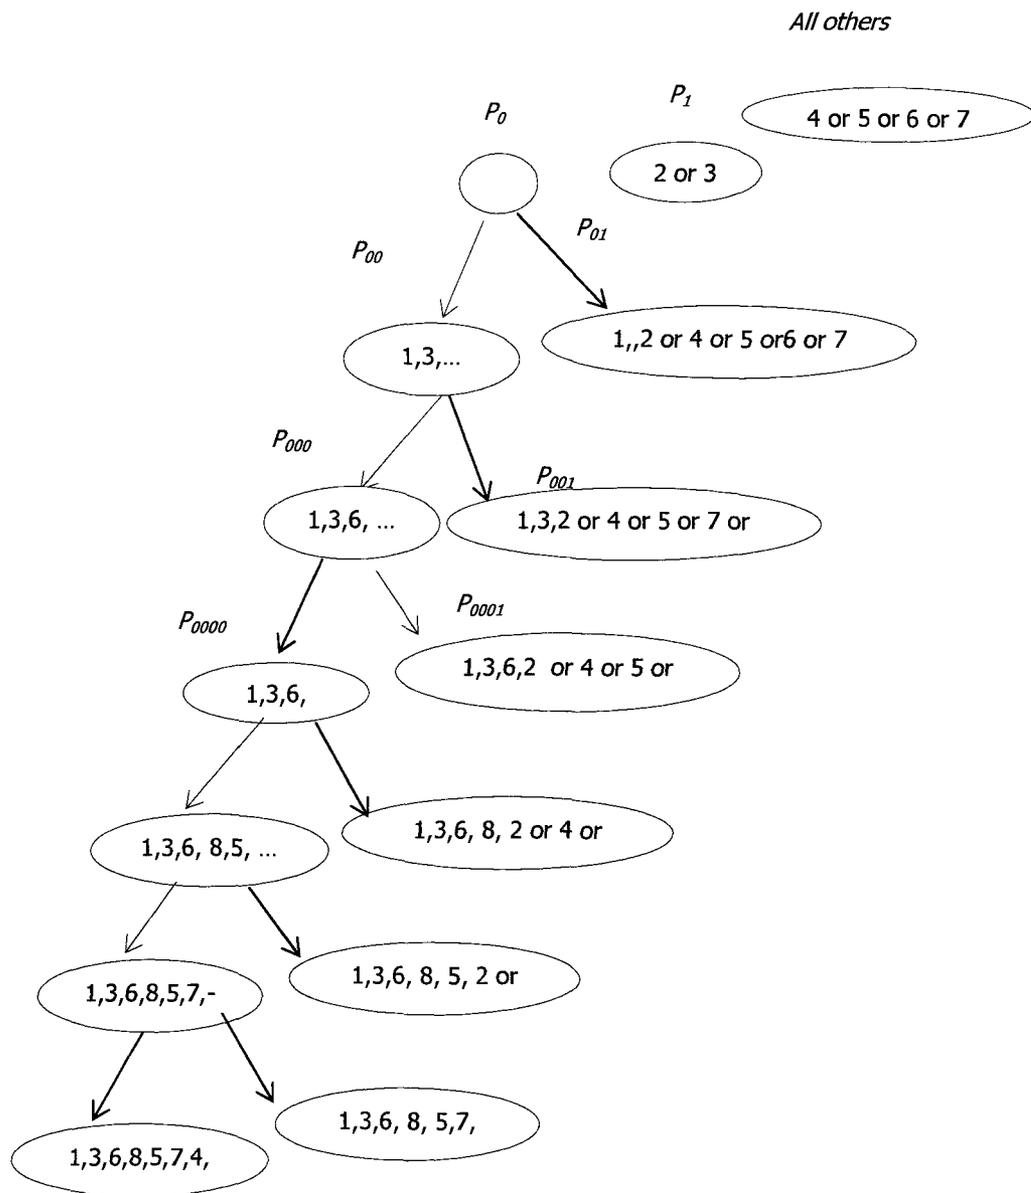 All others
P₁
4 or 5 or 6 or 7
P₀
2 or 3
P₀₁
P₀₀
1,,2 or 4 or 5 or6 or 7
1,3,...
P₀₀₀
P₀₀₁
1,3,6, ...
1,3,2 or 4 or 5 or 7 or
P₀₀₀₀
P₀₀₀₁
1,3,6,2 or 4 or 5 or
1,3,6,
1,3,6, 8, 2 or 4 or
1,3,6, 8,5, ...
1,3,6, 8, 5, 2 or
1,3,6,8,5,7,-
1,3,6, 8, 5,7,
1,3,6,8,5,7,4,